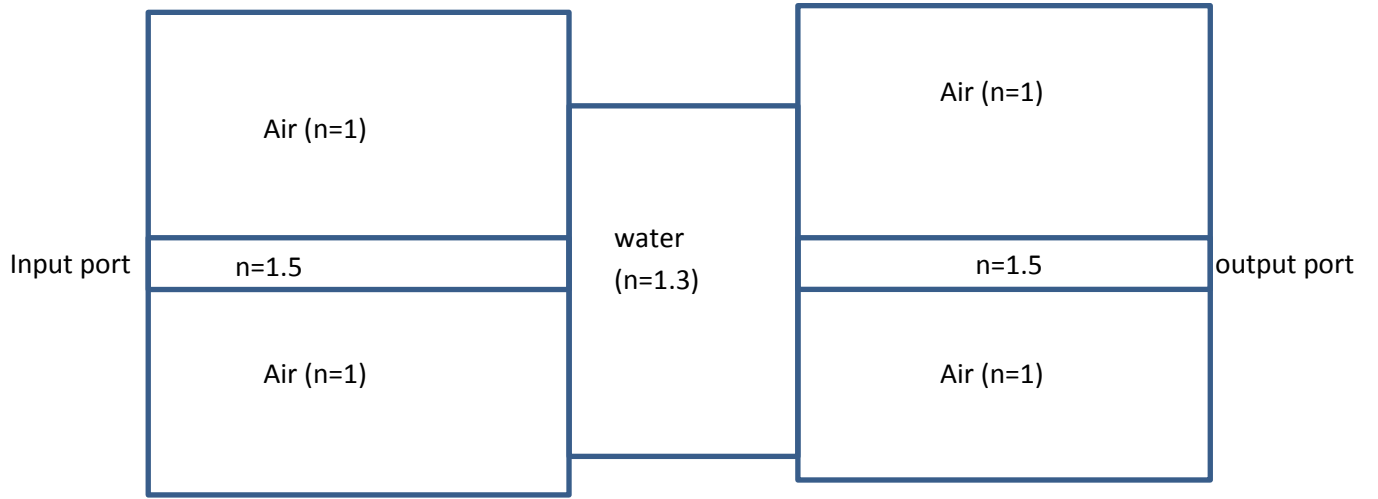 Air (n=1)
Air (n=1)
water
(n=1.3)
Input port
n=1.5
n=1.5
output port
Air (n=1)
Air (n=1)